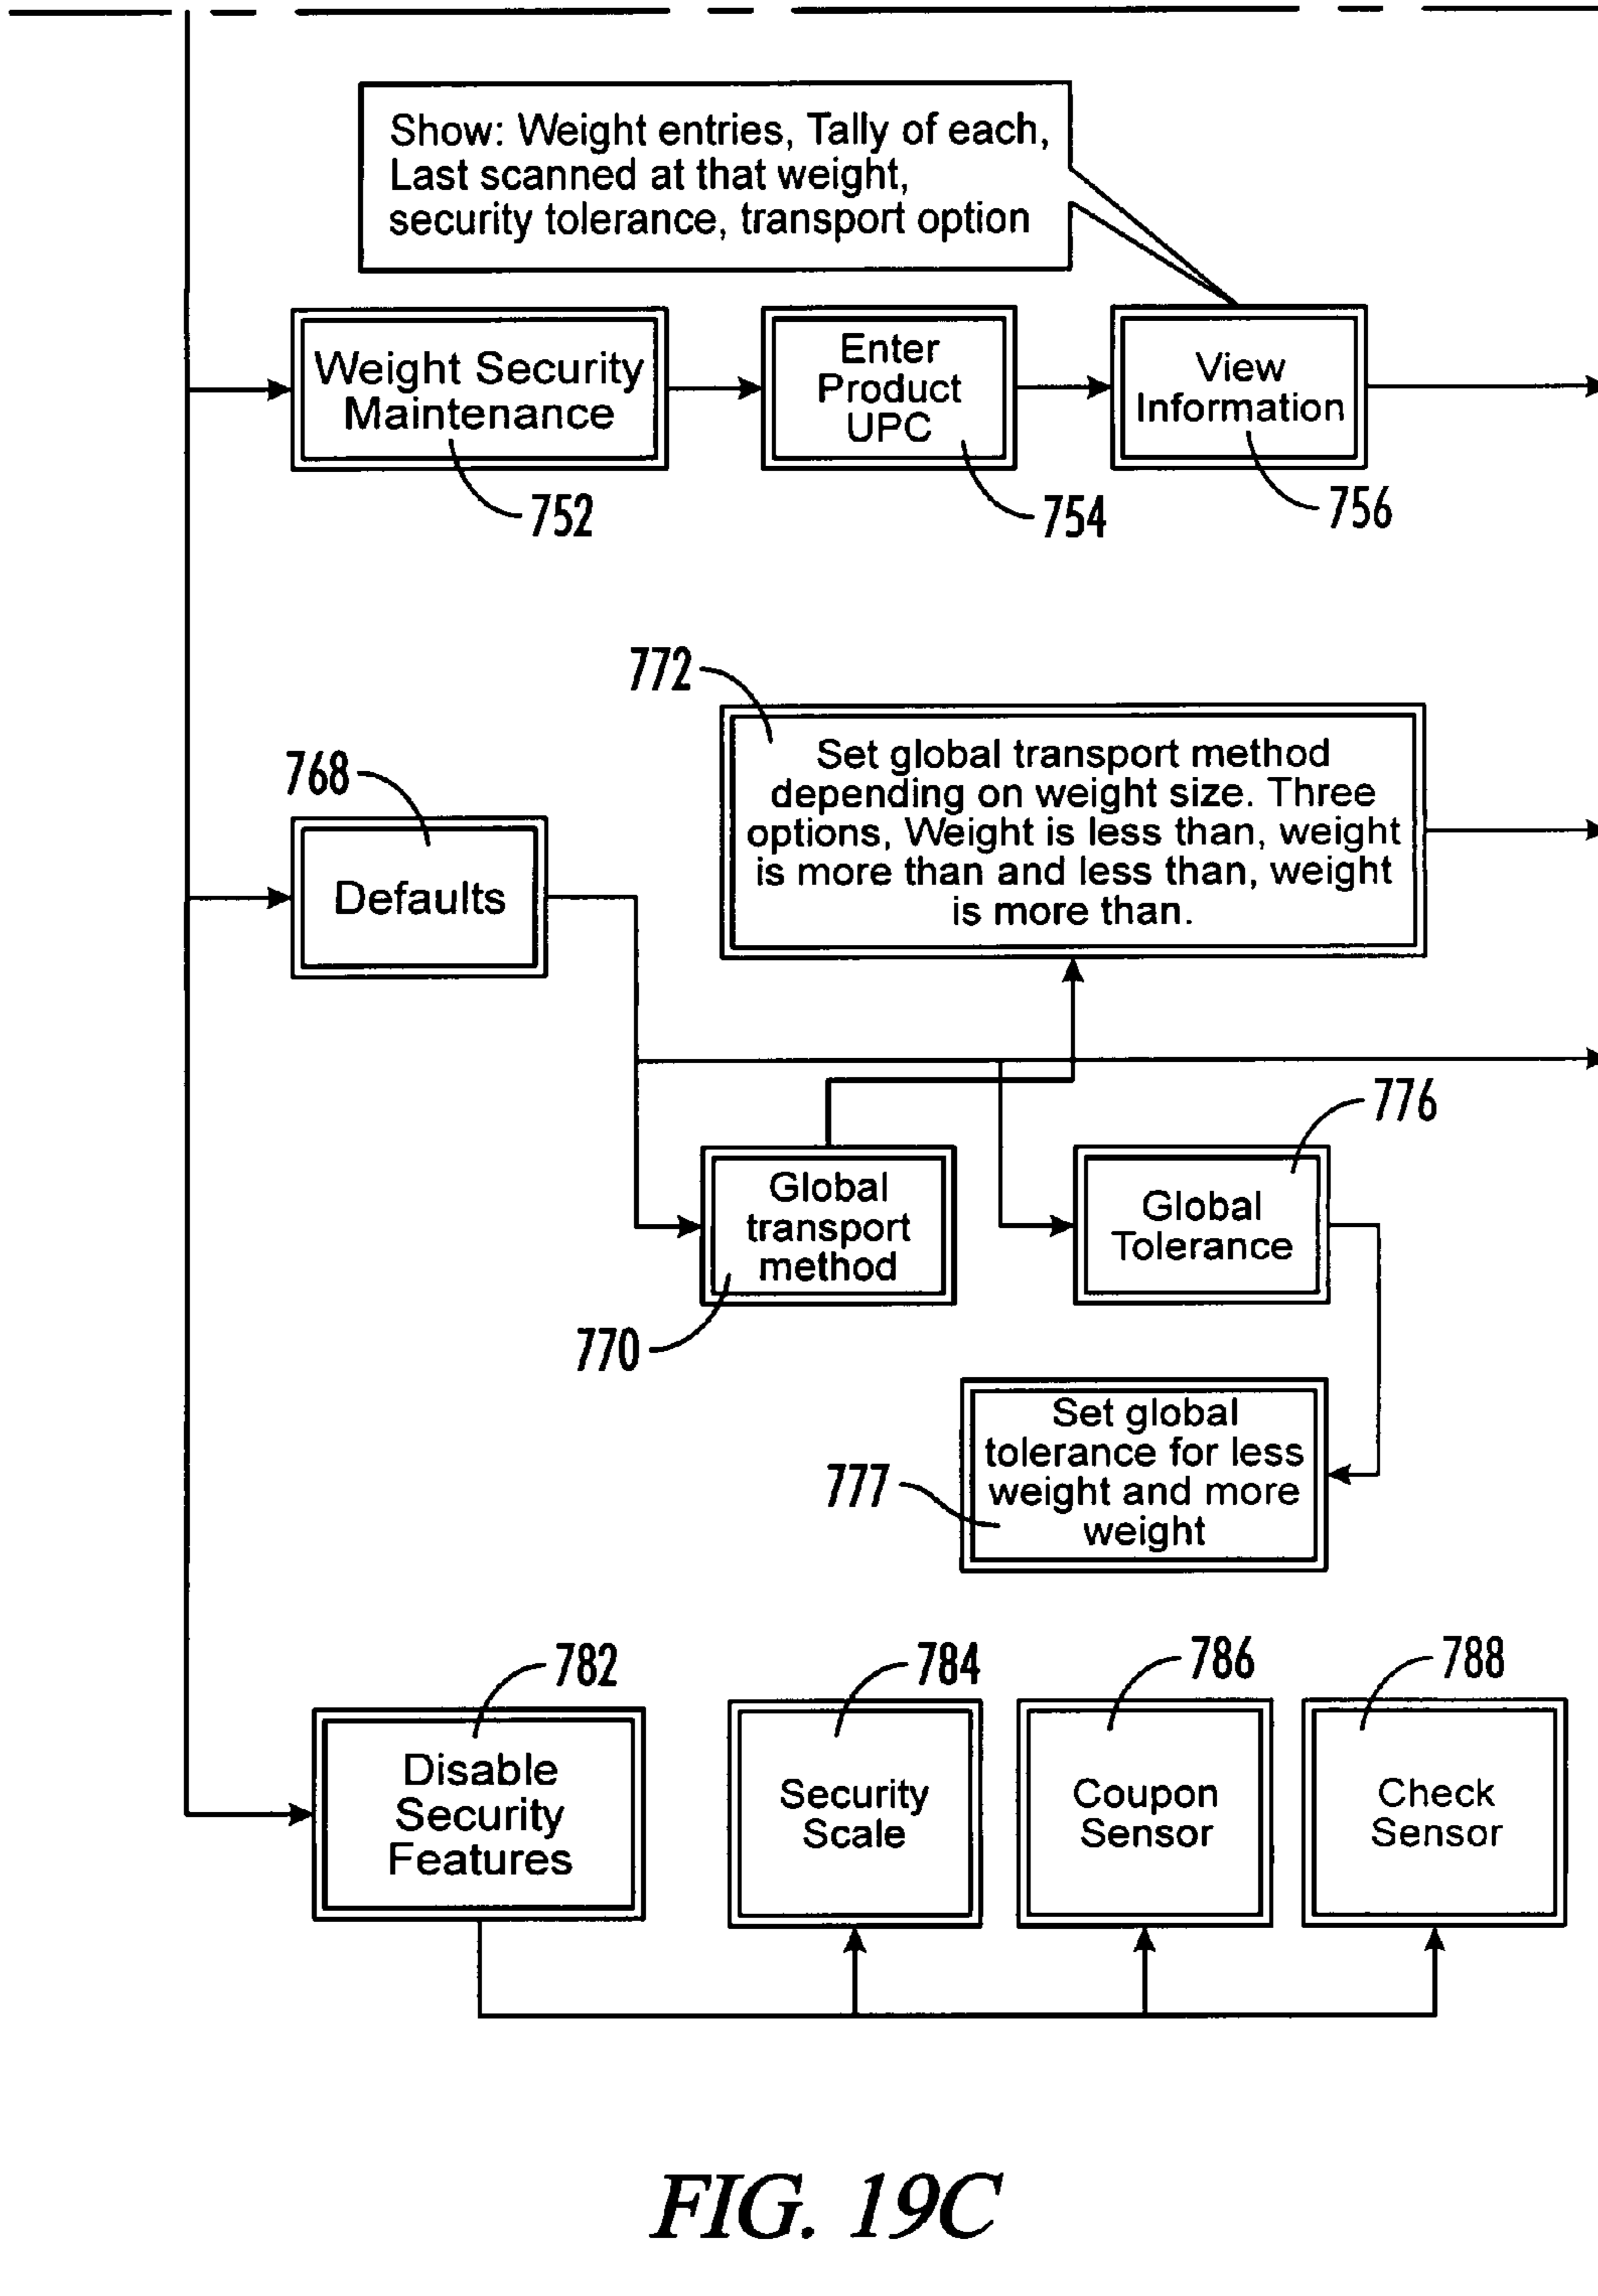 Show: Weight entries, Tally of each,
Last scanned at that weight,
security tolerance, transport option
Weight Security
Maintenance
752
Enter
Product
UPC
754
View
Information
756
772
Set global transport method
depending on weight size. Three
options, Weight is less than, weight
is more than and less than, weight
is more than.
768
Defaults
776
Global
transport
method
770
Global
Tolerance
777
Set global
tolerance for less
weight and more
weight
782
Disable
Security
Features
784
Security
Scale
786
Coupon
Sensor
788
Check
Sensor
FIG. 19C